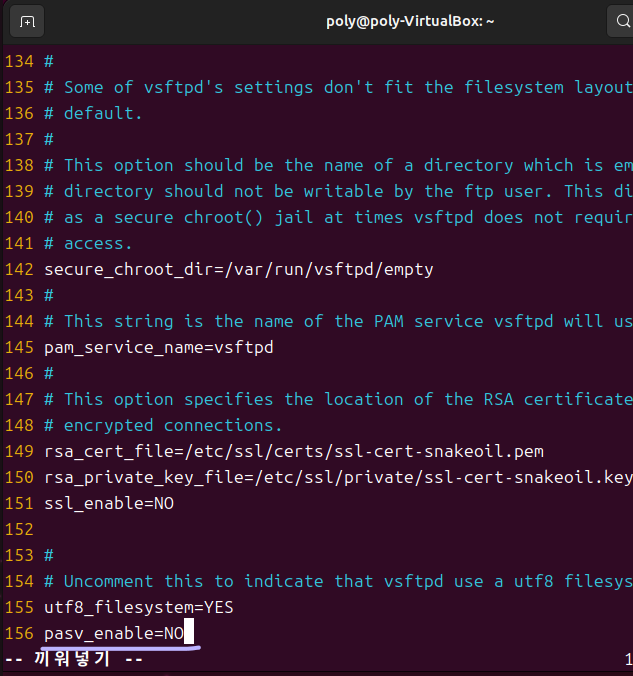 poly@poly-VirtualBox: ~
134 #
135 # Some of vsftpd's settings don't fit the filesystem layout
136 # default.
137 #
138 # This option should be the name of a directory which is em
139 # directory should not be writable by the ftp user. This di
140 # as a secure chroot() jail at times vsftpd does not requir
141 # access.
142 secure_chroot_dir=/var/run/vsftpd/empty
143 #
144 # This string is the name of the PAM service vsftpd will us
145 pam_service_name=vsftpd
146 #
147 # This option specifies the location of the RSA certificate
148 # encrypted connections.
149 rsa_cert_file=/etc/ssl/certs/ssl-cert-snakeoil.pem
150 rsa_private_key_file=/etc/ssl/private/ssl-cert-snakeoil.key
151 ssl_enable=NO
152
153 #
154 # Uncomment this to indicate that vsftpd use a utf8 filesys
155 utf8_filesystem=YES
156 pasv_enable=NO
-- 끼워넣기 -- 1